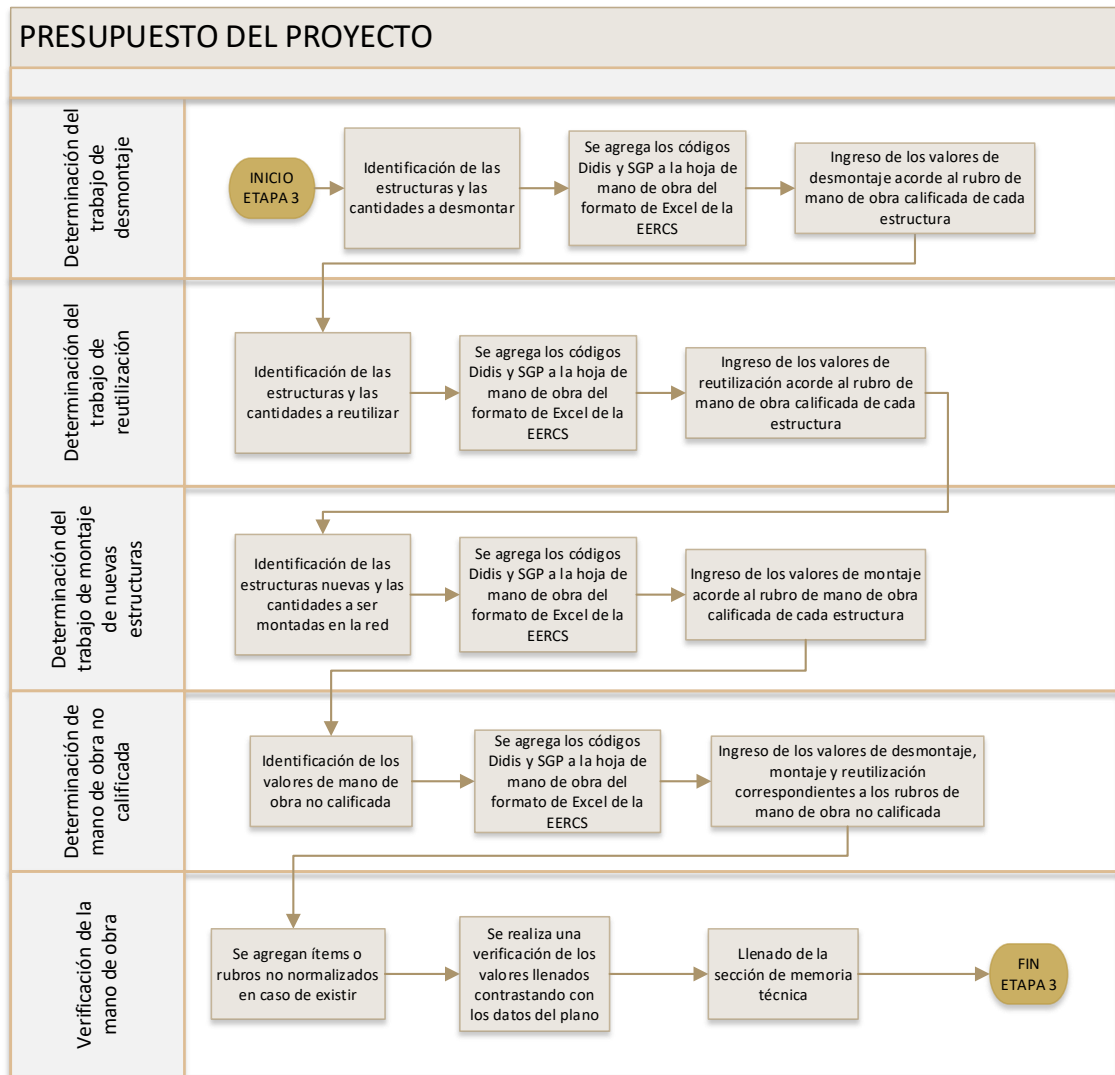 PRESUPUESTO DEL PROYECTO
Determinación del
trabajo de
desmontaje
INICIO
ETAPA 3
Identificación de las
estructuras y las
cantidades a desmontar
Se agrega los códigos
Didis y SGP a la hoja de
mano de obra del
formato de Excel de la
EERCS
Ingreso de los valores de
desmontaje acorde al rubro de
mano de obra calificada de cada
estructura
Determinación del
trabajo de
reutilización
Identificación de las
estructuras y las
cantidades a reutilizar
Se agrega los códigos
Didis y SGP a la hoja de
mano de obra del
formato de Excel de la
EERCS
Ingreso de los valores de
reutilización acorde al rubro de
mano de obra calificada de cada
estructura
Determinación del
trabajo de montaje
de nuevas
estructuras
Identificación de las
estructuras nuevas y las
cantidades a ser
montadas en la red
Se agrega los códigos
Didis y SGP a la hoja de
mano de obra del
formato de Excel de la
EERCS
Ingreso de los valores de montaje
acorde al rubro de mano de obra
calificada de cada estructura
Determinación de
mano de obra no
calificada
Identificación de los
valores de mano de
obra no calificada
Se agrega los códigos
Didis y SGP a la hoja de
mano de obra del
formato de Excel de la
EERCS
Ingreso de los valores de desmontaje,
montaje y reutilización
correspondientes a los rubros de
mano de obra no calificada
Verificación de la
mano de obra
Se agregan ítems o
rubros no normalizados
en caso de existir
Se realiza una
verificación de los
valores llenados
contrastando con
los datos del plano
Llenado de la
sección de memoria
técnica
FIN
ETAPA 3